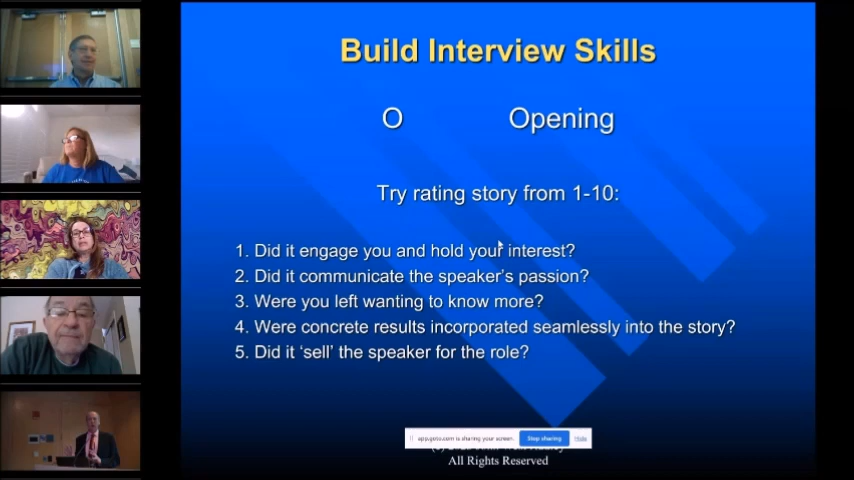 Build Interview Skills
O Opening
Try rating story from 1-10:
1. Did it engage you and hold your interest?
2. Did it communicate the speaker's passion?
3. Were you left wanting to know more?
4. Were concrete results incorporated seamlessly into the story?
5. Did it 'sell' the speaker for the role?
app.goto.com is sharing your screen.
Stop sharing
Hide
All Rights Reserved